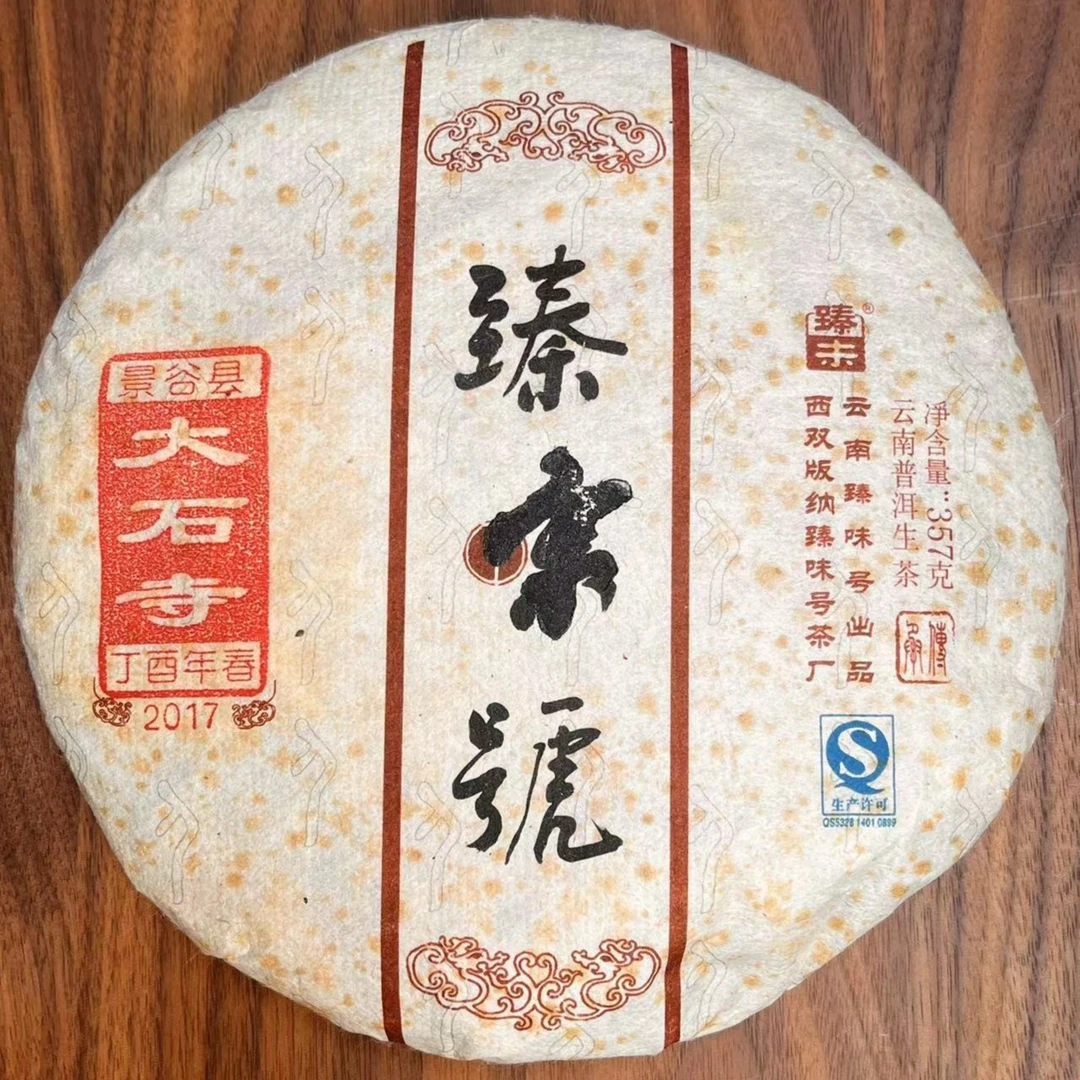 臻味號
景谷县
大石寺
丁酉年春
2017
臻味®
淨含量:357克
云南普洱生茶
云南臻味号出品
西双版纳臻味号茶厂
生产许可
QS5328 1401 0899